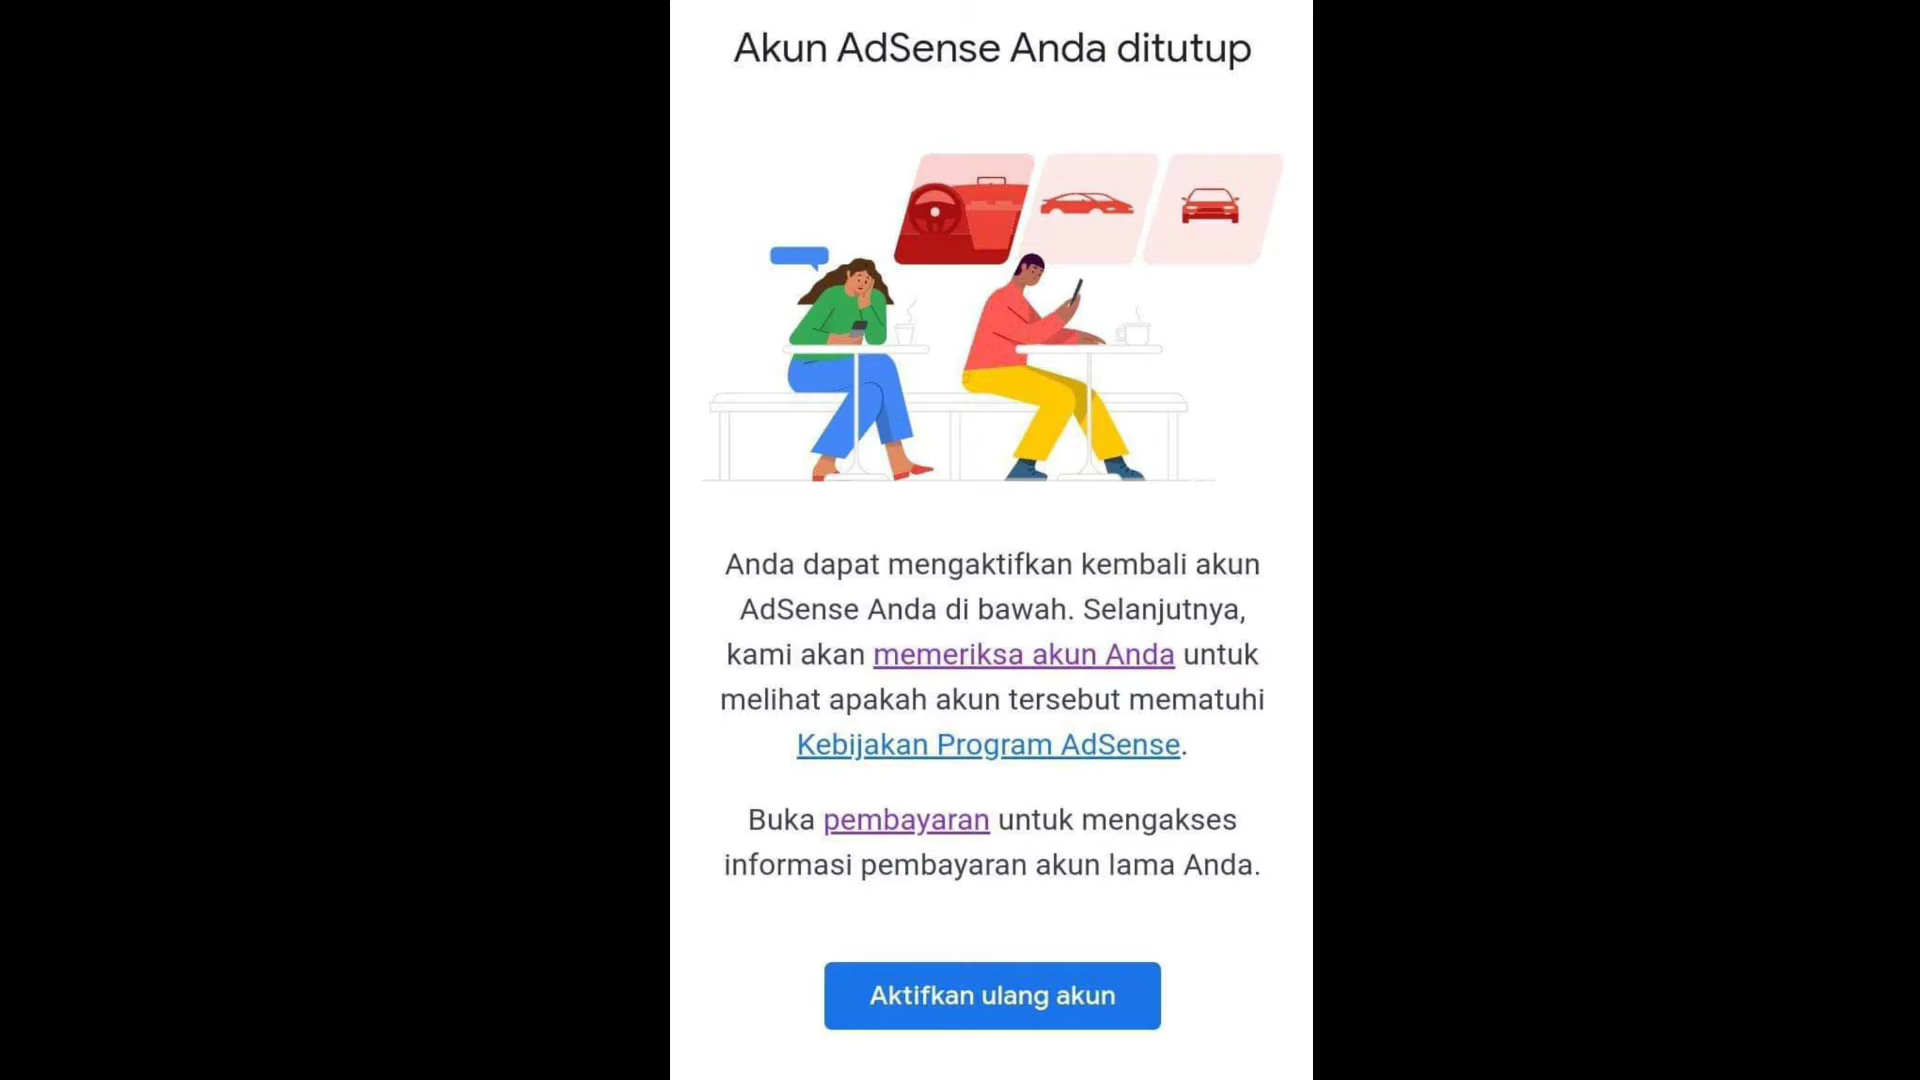 Akun AdSense Anda ditutup
Anda dapat mengaktifkan kembali akun
AdSense Anda di bawah. Selanjutnya,
kami akan memeriksa akun Anda untuk
melihat apakah akun tersebut mematuhi
Kebijakan Program AdSense.
Buka pembayaran untuk mengakses
informasi pembayaran akun lama Anda.
Aktifkan ulang akun